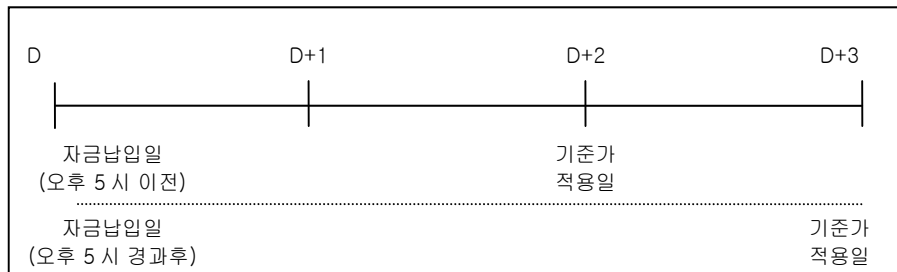 D D+1 D+2 D+3
자금납입일 기준가
(오후 5 시 이전) 적용일
자금납입일 기준가
(오후 5 시 경과후) 적용일